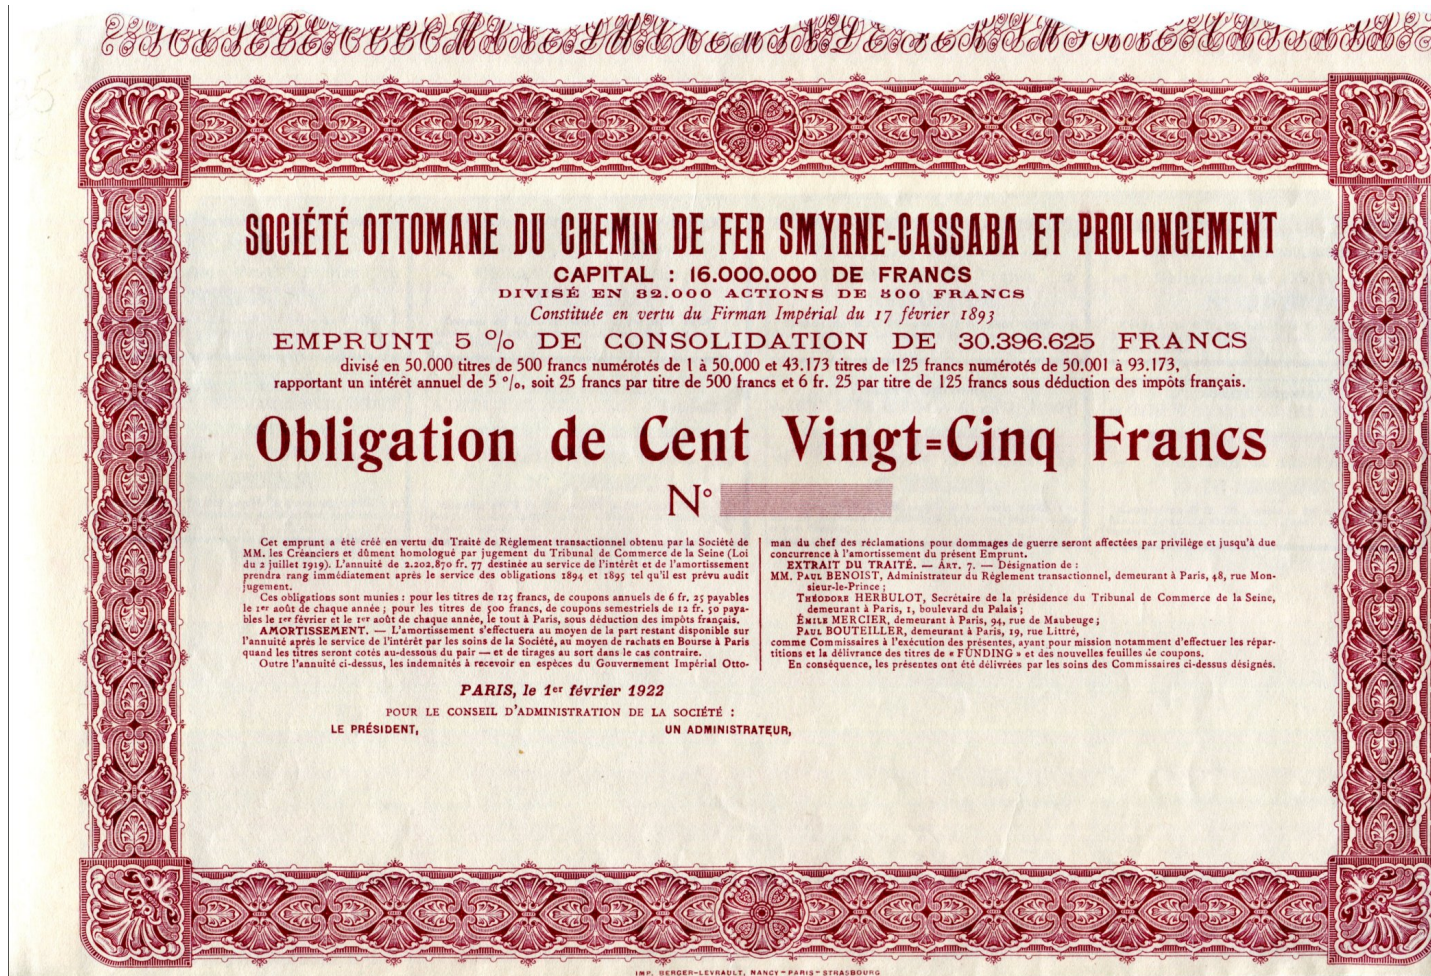 SOCIÉTÉ OTTOMANE DU CHEMIN DE FER SMYRNE-CASSABA ET PROLONGEMENT
CAPITAL : 16.000.000 DE FRANCS
DIVISÉ EN 32.000 ACTIONS DE 500 FRANCS
Constituée en vertu du Firman Impérial du 17 février 1893
EMPRUNT 5 % DE CONSOLIDATION DE 30.396.625 FRANCS
divisé en 50.000 titres de 500 francs numérotés de 1 à 50.000 et 43.173 titres de 125 francs numérotés de 50.001 à 93.173,
rapportant un intérêt annuel de 5 %, soit 25 francs par titre de 500 francs et 6 fr. 25 par titre de 125 francs sous déduction des impôts français.
Obligation de Cent Vingt=Cinq Francs
N°
Cet emprunt a été créé en vertu du Traité de Règlement transactionnel obtenu par la Société de
MM. les Créanciers et dûment homologué par jugement du Tribunal de Commerce de la Seine (Loi
du 2 juillet 1919). L'annuité de 2.202.870 fr. 77 destinée au service de l'intérêt et de l'amortissement
prendra rang immédiatement après le service des obligations 1894 et 1895 tel qu'il est prévu audit
jugement.
Ces obligations sont munies : pour les titres de 125 francs, de coupons annuels de 6 fr. 25 payables
le 1er août de chaque année ; pour les titres de 500 francs, de coupons semestriels de 12 fr. 50 paya-
bles le 1er février et le 1er août de chaque année, le tout à Paris, sous déduction des impôts français.
AMORTISSEMENT. — L'amortissement s'effectuera au moyen de la part restant disponible sur
l'annuité après le service de l'intérêt par les soins de la Société, au moyen de rachats en Bourse à Paris
quand les titres seront cotés au-dessous du pair — et de tirages au sort dans le cas contraire.
Outre l'annuité ci-dessus, les indemnités à recevoir en espèces du Gouvernement Impérial Otto-
man du chef des réclamations pour dommages de guerre seront affectées par privilège et jusqu'à due
concurrence à l'amortissement du présent Emprunt.
EXTRAIT DU TRAITÉ. — ART. 7. — Désignation de :
MM. PAUL BENOIST, Administrateur du Règlement transactionnel, demeurant à Paris, 48, rue Mon-
sieur-le-Prince ;
THÉODORE HERBULOT, Secrétaire de la présidence du Tribunal de Commerce de la Seine,
demeurant à Paris, 1, boulevard du Palais ;
ÉMILE MERCIER, demeurant à Paris, 94, rue de Maubeuge ;
PAUL BOUTEILLER, demeurant à Paris, 19, rue Littré,
comme Commissaires à l'exécution des présentes, ayant pour mission notamment d'effectuer les répar-
titions et la délivrance des titres de « FUNDING » et des nouvelles feuilles de coupons.
En conséquence, les présentes ont été délivrées par les soins des Commissaires ci-dessus désignés.
PARIS, le 1er février 1922
POUR LE CONSEIL D'ADMINISTRATION DE LA SOCIÉTÉ :
LE PRÉSIDENT,
UN ADMINISTRATEUR,
IMP. BERGER-LEVRAULT, NANCY-PARIS-STRASBOURG